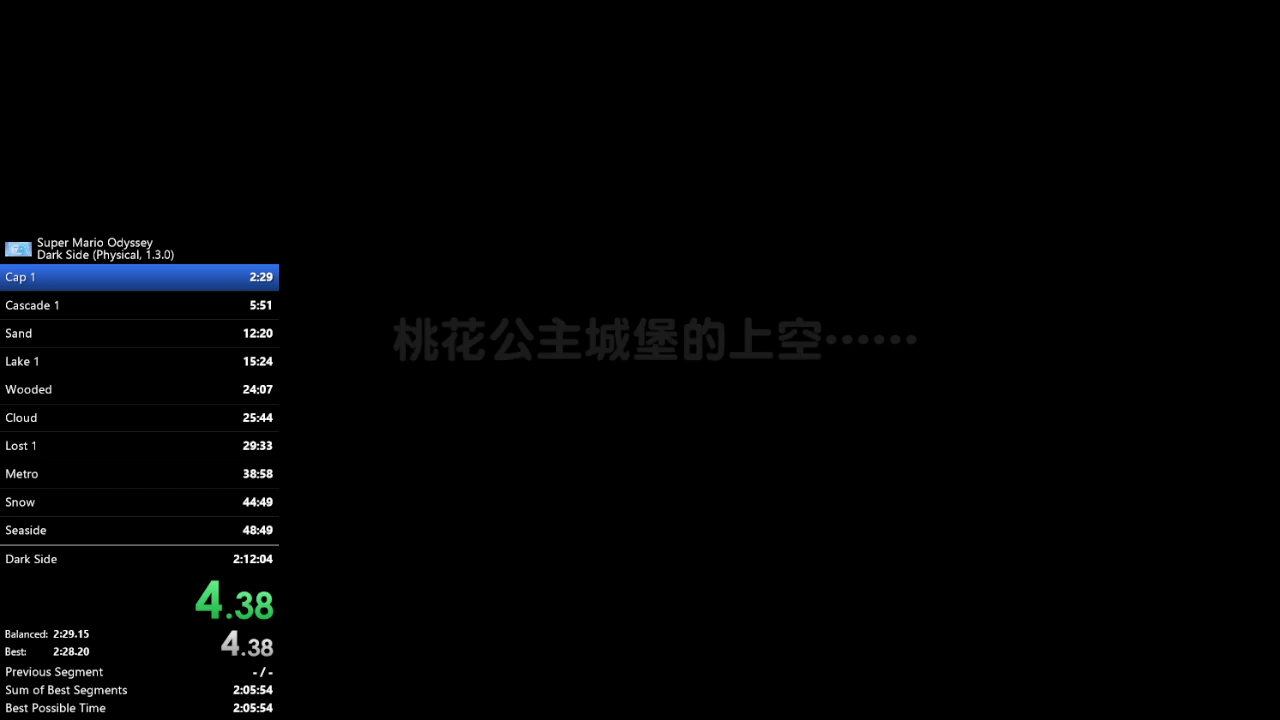 Super Mario Odyssey
Dark Side (Physical, 1.3.0)
Cap 1 2:29
Cascade 1 5:51
Sand 12:20
Lake 1 15:24
Wooded 24:07
Cloud 25:44
Lost 1 29:33
Metro 38:58
Snow 44:49
Seaside 48:49
Dark Side 2:12:04
4.38
Balanced: 2:29.15
Best: 2:28.20
4.38
Previous Segment - / -
Sum of Best Segments 2:05:54
Best Possible Time 2:05:54
桃花公主城堡的上空……